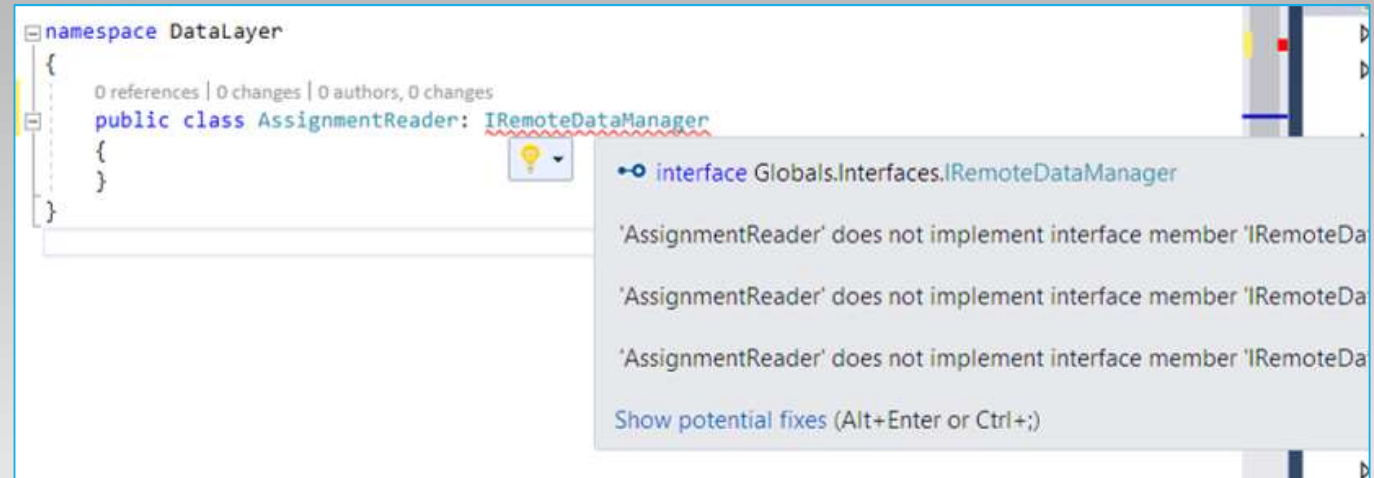 namespace DataLayer
{
0 references | 0 changes | 0 authors, 0 changes
public class AssignmentReader: IRemoteDataManager
{
}
}
interface Globals.Interfaces.IRemoteDataManager
'AssignmentReader' does not implement interface member 'IRemoteDa
'AssignmentReader' does not implement interface member 'IRemoteDa
'AssignmentReader' does not implement interface member 'IRemoteDa
Show potential fixes (Alt+Enter or Ctrl+;)